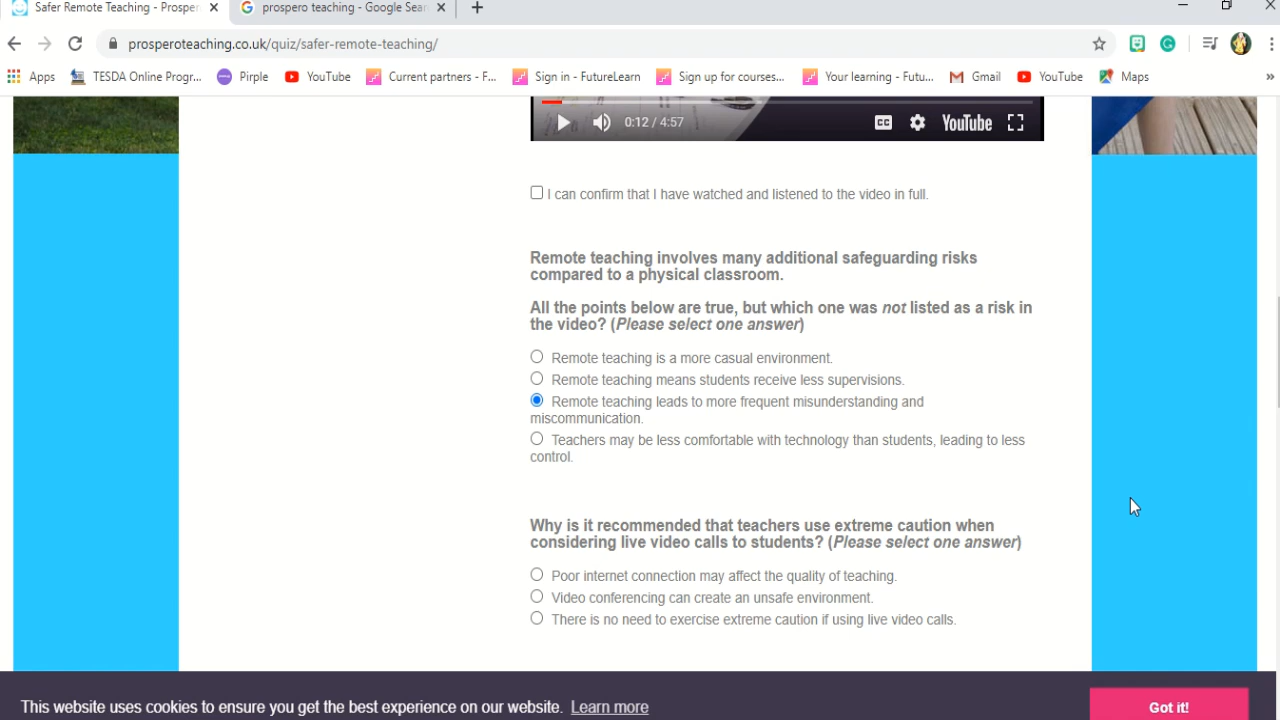 Safer Remote Teaching - Prosper
prospero teaching - Google Sear
prosperoteaching.co.uk/quiz/safer-remote-teaching/
Apps TESDA Online Progr... Pirple YouTube Current partners - F... Sign in - FutureLearn Sign up for courses... Your learning - Futu... Gmail YouTube Maps »
0:12 / 4:57 CC YouTube
I can confirm that I have watched and listened to the video in full.
Remote teaching involves many additional safeguarding risks
compared to a physical classroom.
All the points below are true, but which one was not listed as a risk in
the video? (Please select one answer)
Remote teaching is a more casual environment.
Remote teaching means students receive less supervisions.
Remote teaching leads to more frequent misunderstanding and
miscommunication.
Teachers may be less comfortable with technology than students, leading to less
control.
Why is it recommended that teachers use extreme caution when
considering live video calls to students? (Please select one answer)
Poor internet connection may affect the quality of teaching.
Video conferencing can create an unsafe environment.
There is no need to exercise extreme caution if using live video calls.
This website uses cookies to ensure you get the best experience on our website. Learn more
Got it!